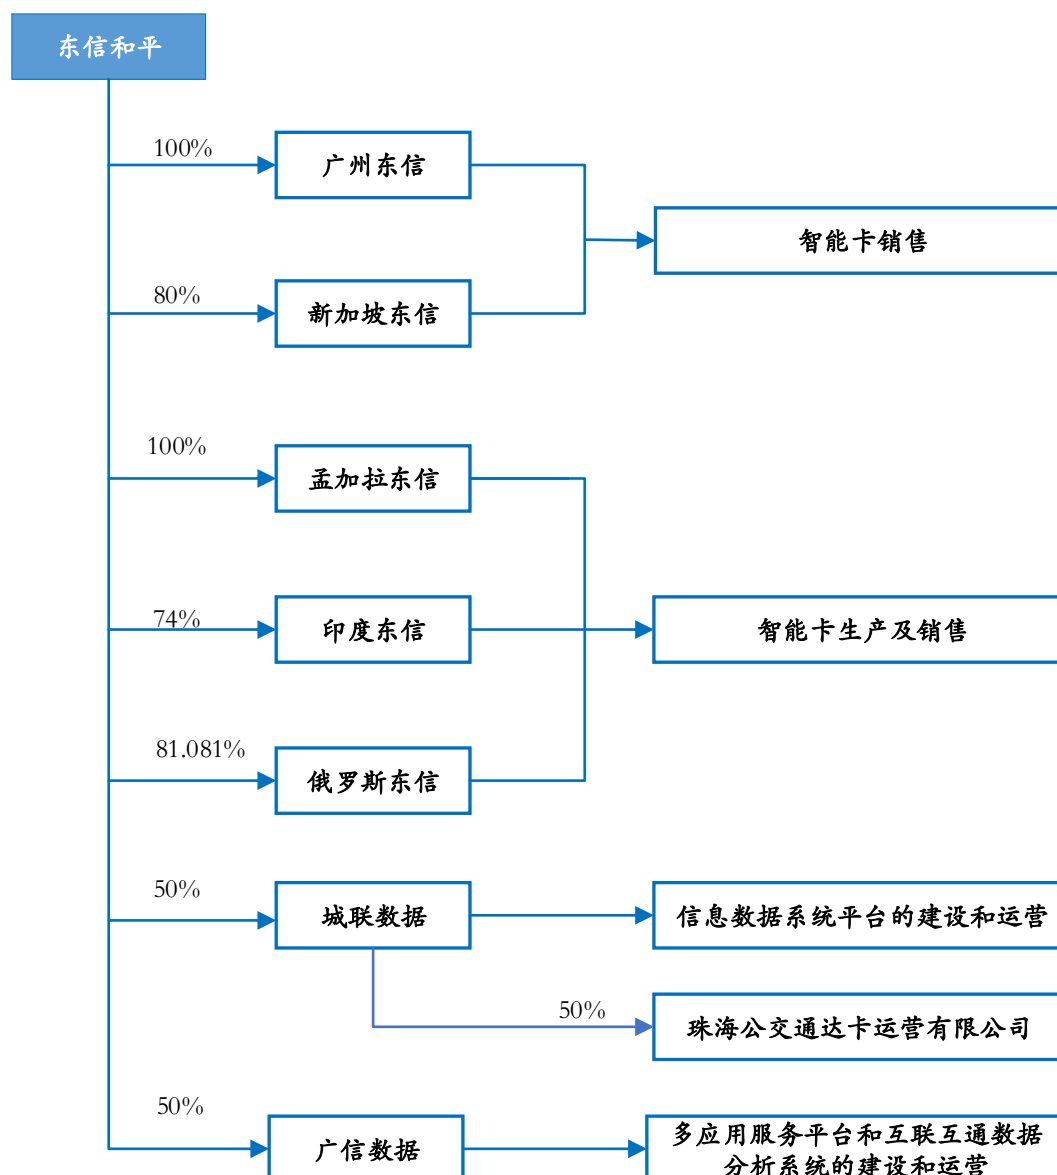 东信和平
100%
广州东信
智能卡销售
80%
新加坡东信
100%
孟加拉东信
74%
印度东信
智能卡生产及销售
81.081%
俄罗斯东信
50%
城联数据
信息数据系统平台的建设和运营
50%
珠海公交通达卡运营有限公司
50%
广信数据
多应用服务平台和互联互通数据
分析系统的建设和运营